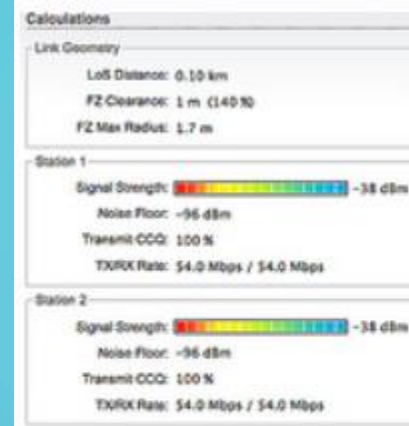 Calculations
Link Geometry
LoS Distance: 0.10 km
FZ Clearance: 1 m (140 %)
FZ Max Radius: 1.7 m
Station 1
Signal Strength: -38 dBm
Noise Floor: -96 dBm
Transmit CCQ: 100 %
TX/RX Rate: 54.0 Mbps / 54.0 Mbps
Station 2
Signal Strength: -38 dBm
Noise Floor: -96 dBm
Transmit CCQ: 100 %
TX/RX Rate: 54.0 Mbps / 54.0 Mbps